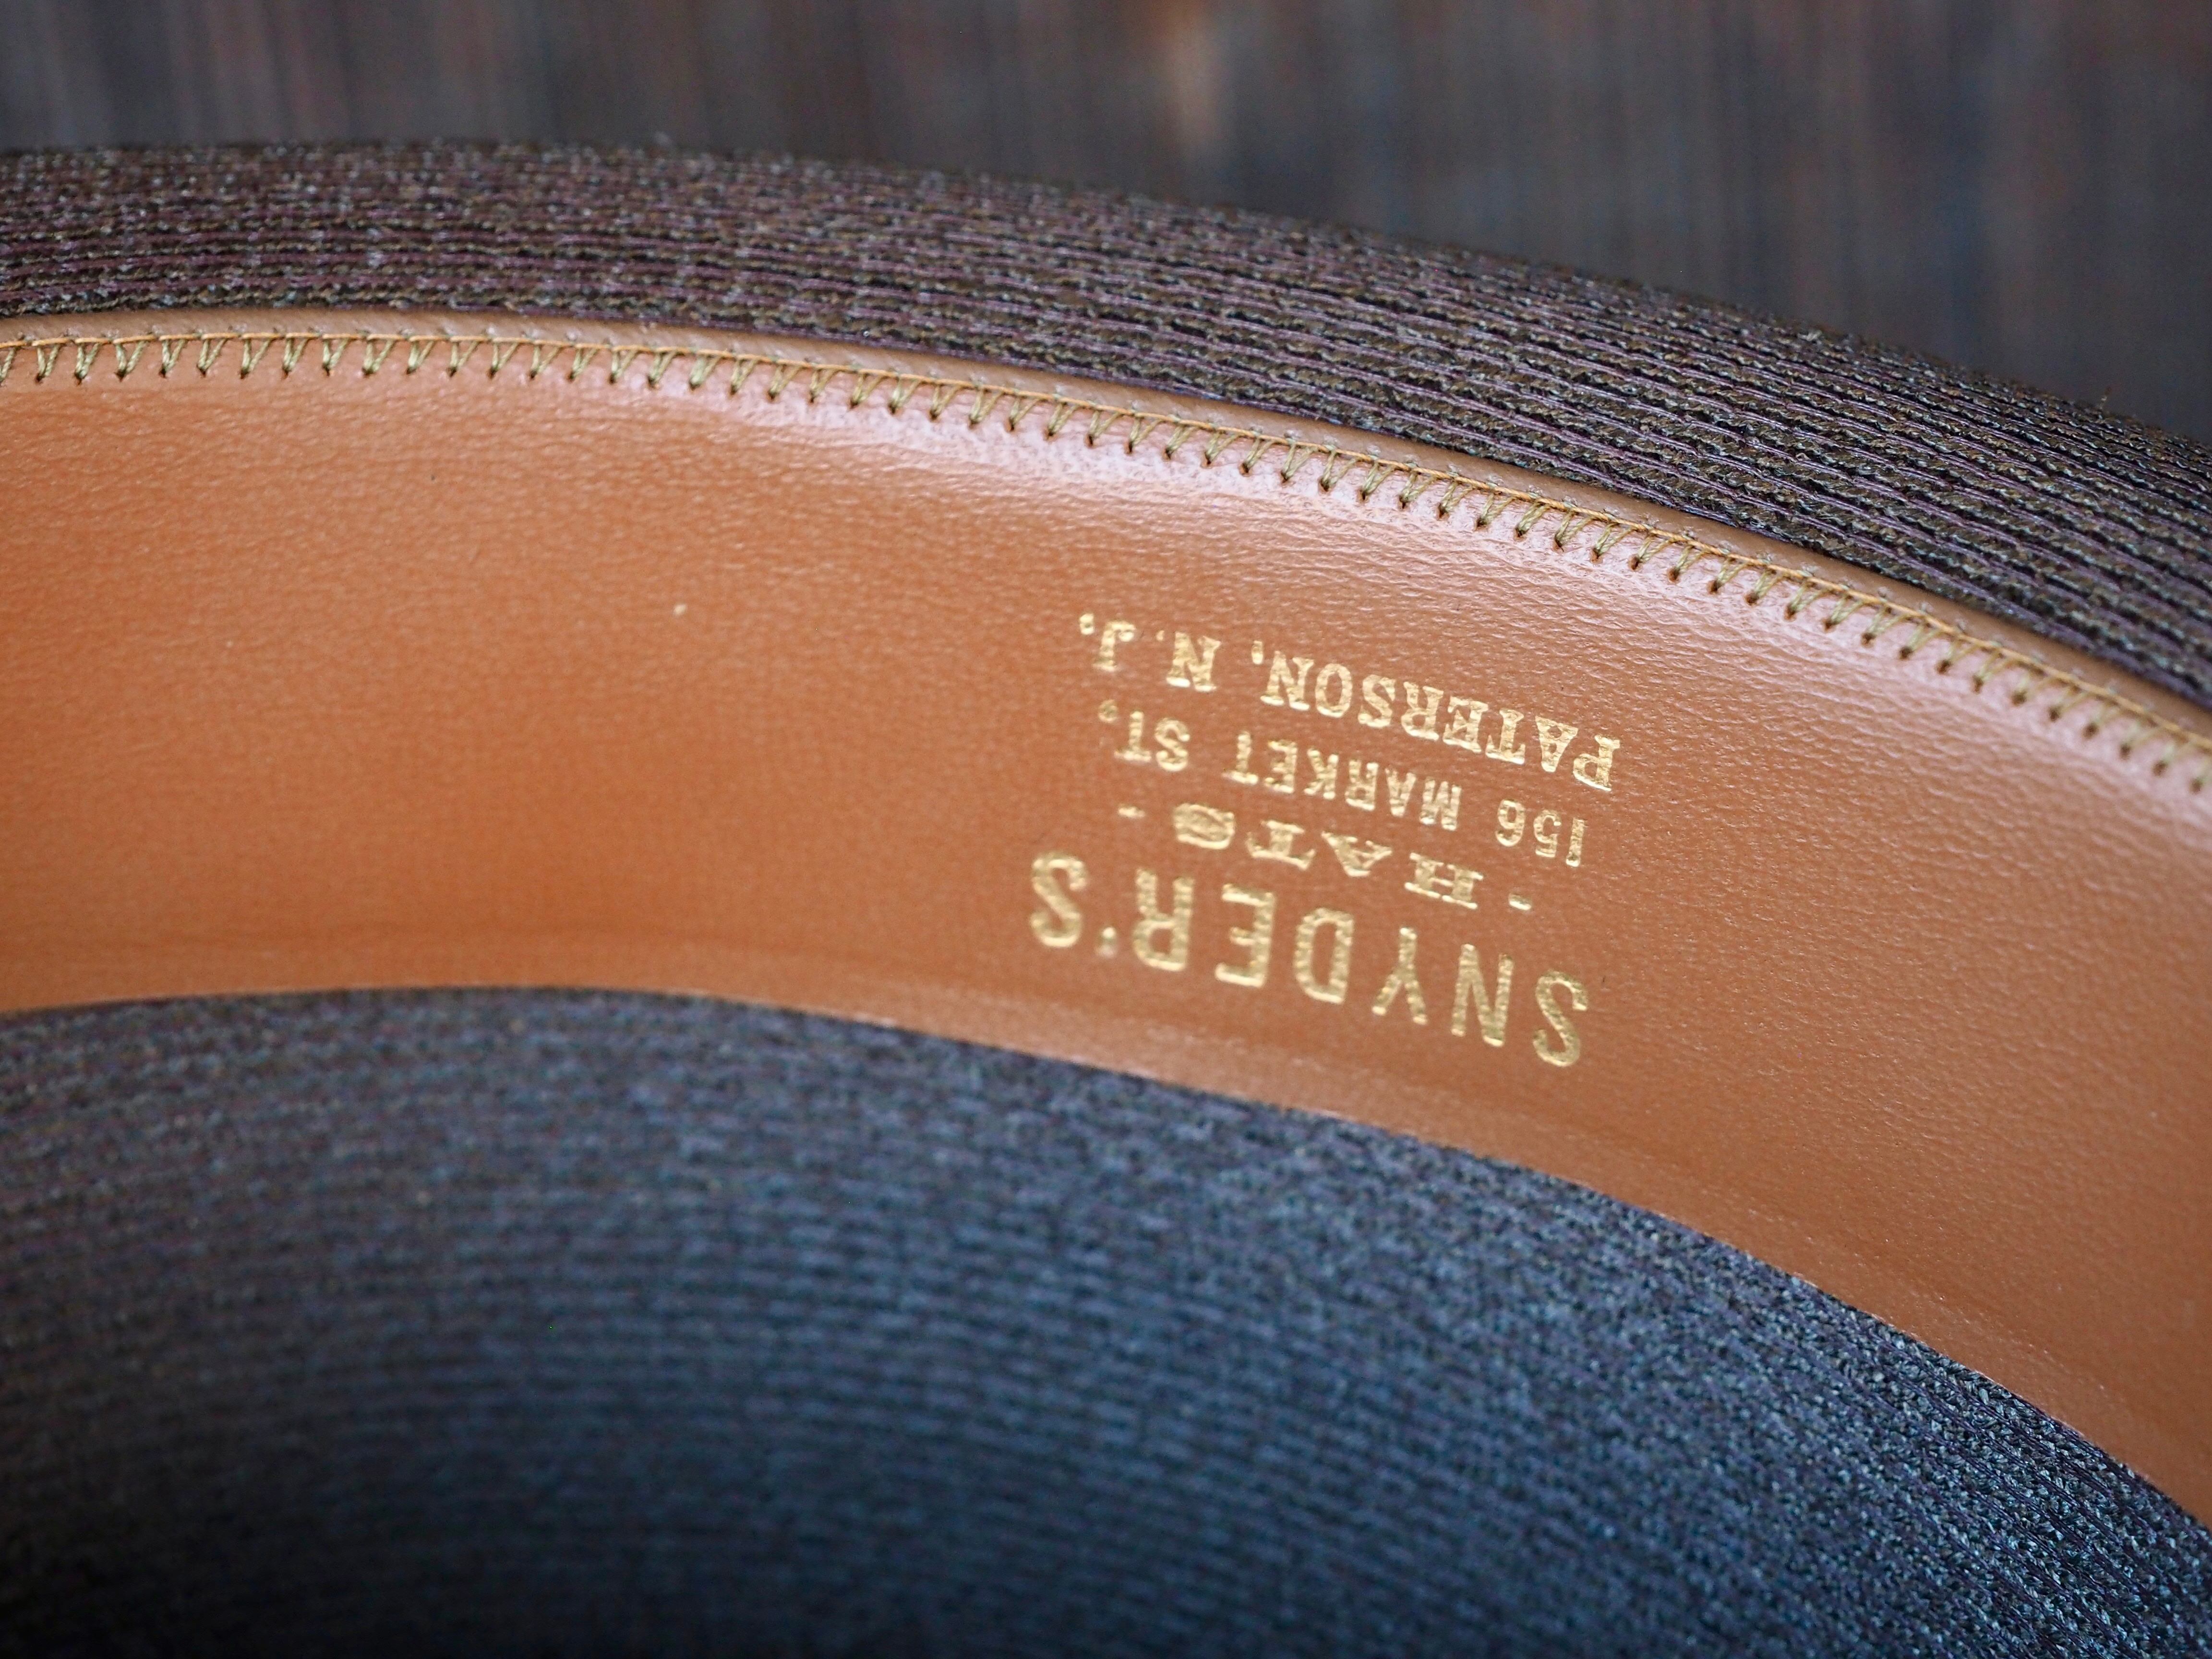 SNYDER'S
- HATS -
156 MARKET ST,
PATERSON, N. J.